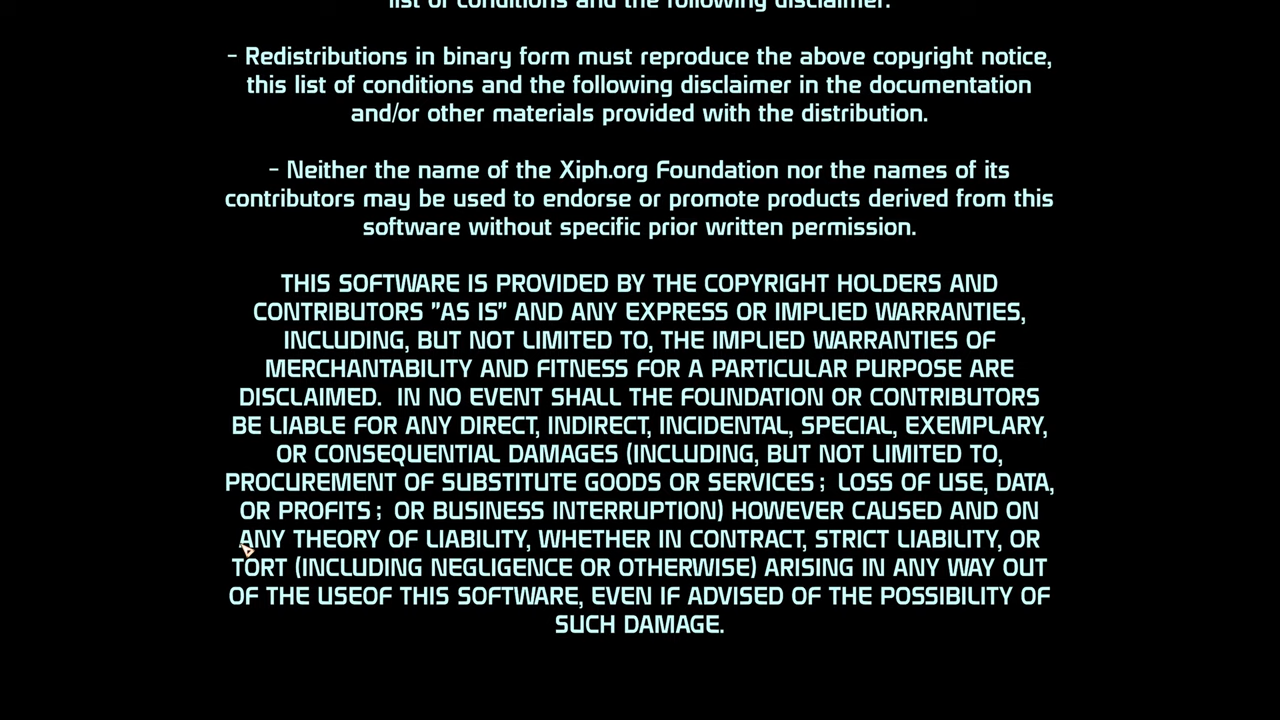 list of conditions and the following disclaimer.
- Redistributions in binary form must reproduce the above copyright notice,
this list of conditions and the following disclaimer in the documentation
and/or other materials provided with the distribution.
- Neither the name of the Xiph.org Foundation nor the names of its
contributors may be used to endorse or promote products derived from this
software without specific prior written permission.
THIS SOFTWARE IS PROVIDED BY THE COPYRIGHT HOLDERS AND
CONTRIBUTORS "AS IS" AND ANY EXPRESS OR IMPLIED WARRANTIES,
INCLUDING, BUT NOT LIMITED TO, THE IMPLIED WARRANTIES OF
MERCHANTABILITY AND FITNESS FOR A PARTICULAR PURPOSE ARE
DISCLAIMED.  IN NO EVENT SHALL THE FOUNDATION OR CONTRIBUTORS
BE LIABLE FOR ANY DIRECT, INDIRECT, INCIDENTAL, SPECIAL, EXEMPLARY,
OR CONSEQUENTIAL DAMAGES (INCLUDING, BUT NOT LIMITED TO,
PROCUREMENT OF SUBSTITUTE GOODS OR SERVICES; LOSS OF USE, DATA,
OR PROFITS; OR BUSINESS INTERRUPTION) HOWEVER CAUSED AND ON
ANY THEORY OF LIABILITY, WHETHER IN CONTRACT, STRICT LIABILITY, OR
TORT (INCLUDING NEGLIGENCE OR OTHERWISE) ARISING IN ANY WAY OUT
OF THE USEOF THIS SOFTWARE, EVEN IF ADVISED OF THE POSSIBILITY OF
SUCH DAMAGE.